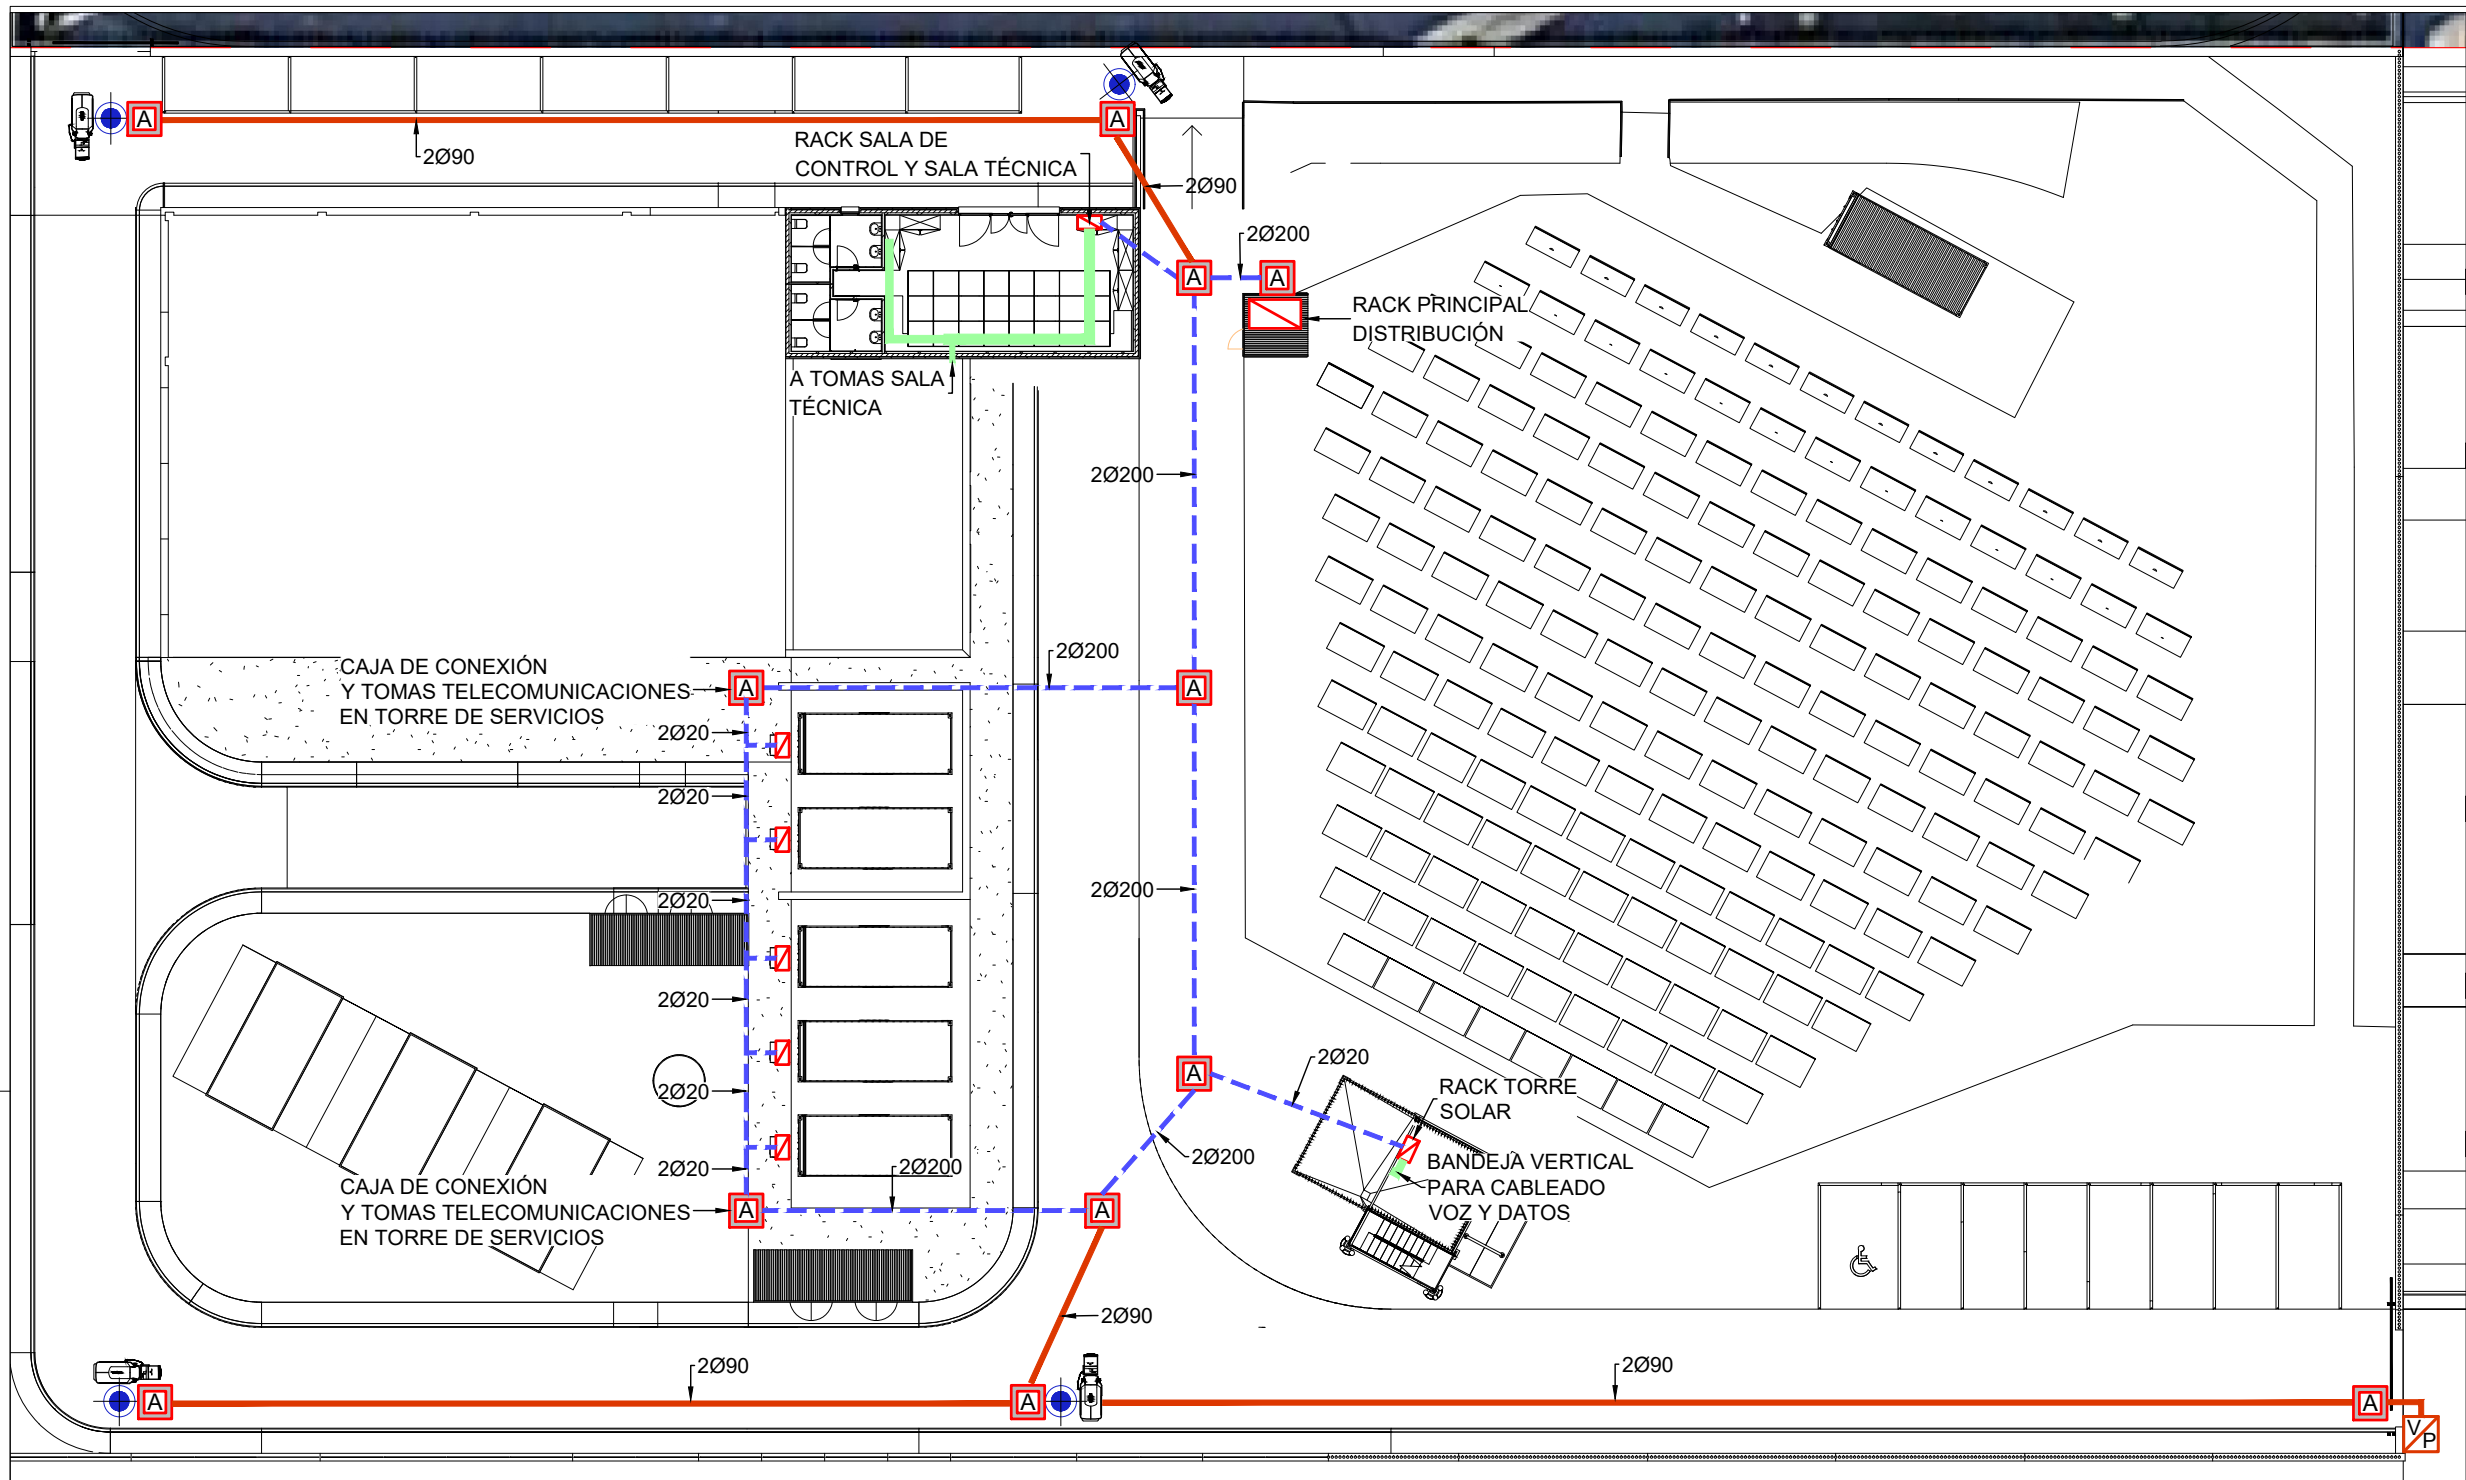 A
A
2Ø90
RACK SALA DE
CONTROL Y SALA TÉCNICA
2Ø90
2Ø200
A
A
RACK PRINCIPAL
DISTRIBUCIÓN
A TOMAS SALA
TÉCNICA
2Ø200
2Ø200
CAJA DE CONEXIÓN
Y TOMAS TELECOMUNICACIONES
EN TORRE DE SERVICIOS
A
A
2Ø20
2Ø20
2Ø200
2Ø20
2Ø20
2Ø20
2Ø20
A
2Ø20
RACK TORRE
SOLAR
2Ø200
BANDEJA VERTICAL
PARA CABLEADO
VOZ Y DATOS
2Ø200
CAJA DE CONEXIÓN
Y TOMAS TELECOMUNICACIONES
EN TORRE DE SERVICIOS
A
A
2Ø90
2Ø90
2Ø90
A
A
A
V/P